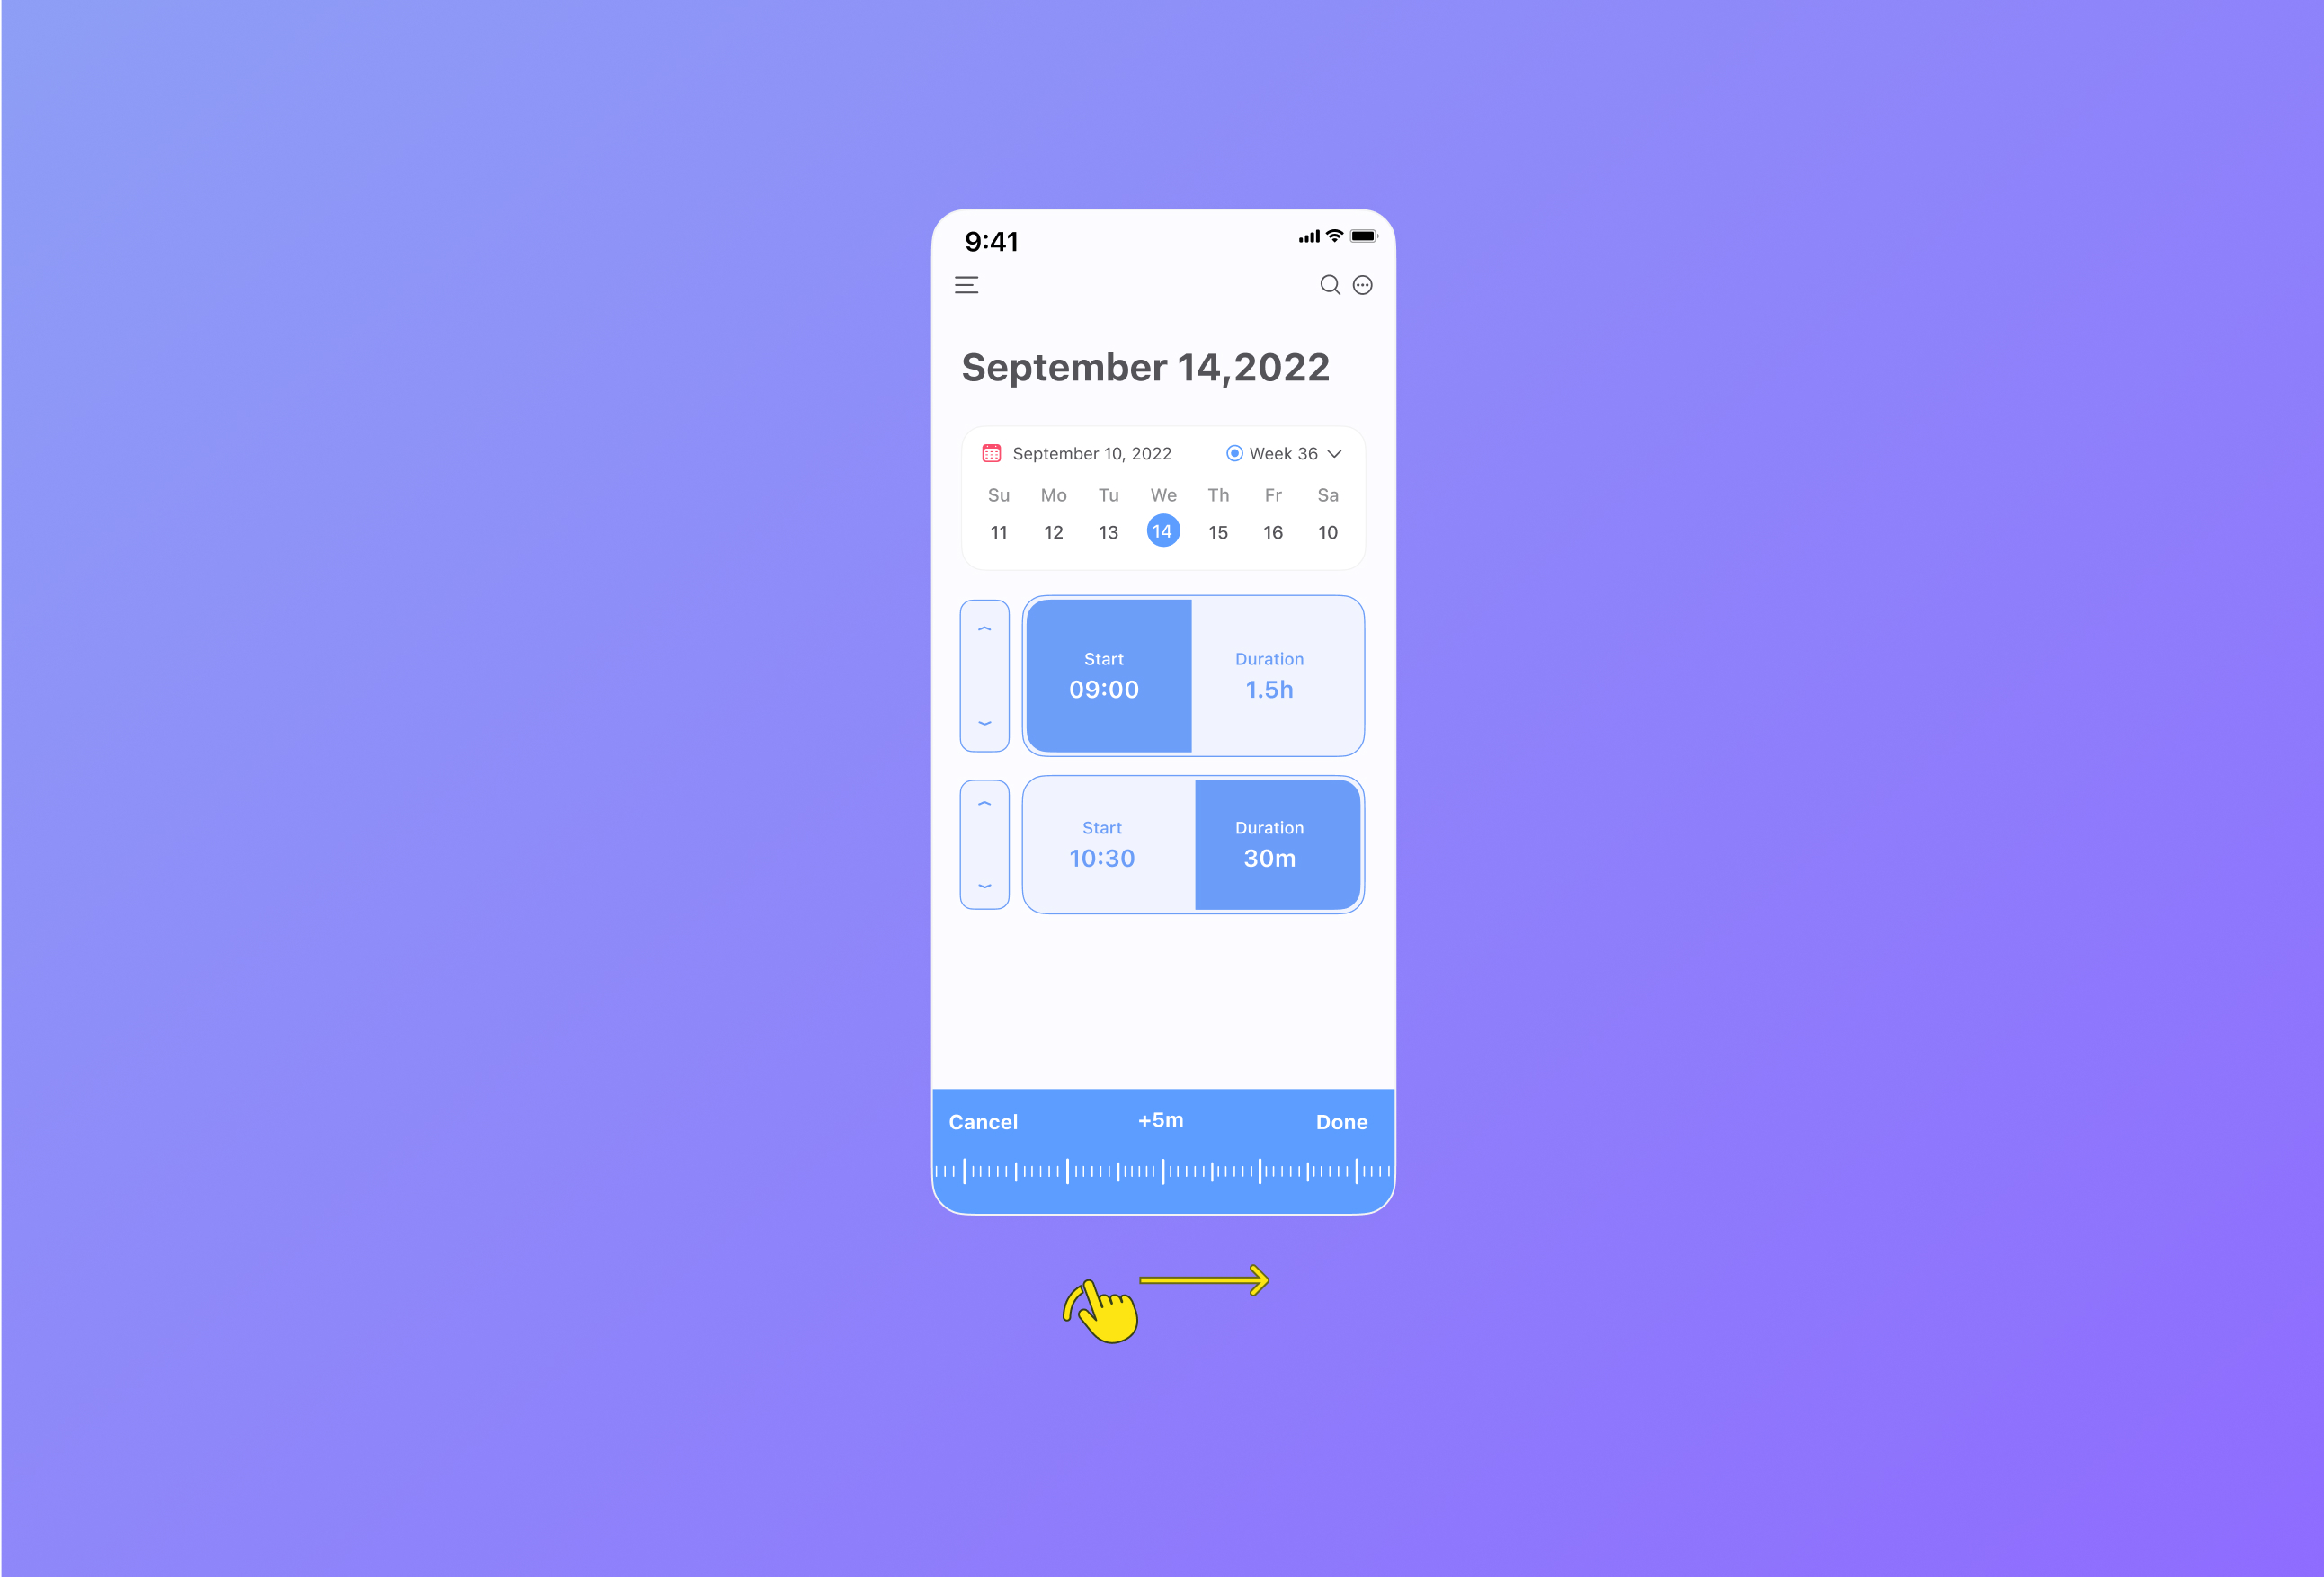 9:41
September 14,2022
September 10, 2022 Week 36
Su Mo Tu We Th Fr Sa
11 12 13 14 15 16 10
Start Duration
09:00 1.5h
Start Duration
10:30 30m
Cancel +5m Done